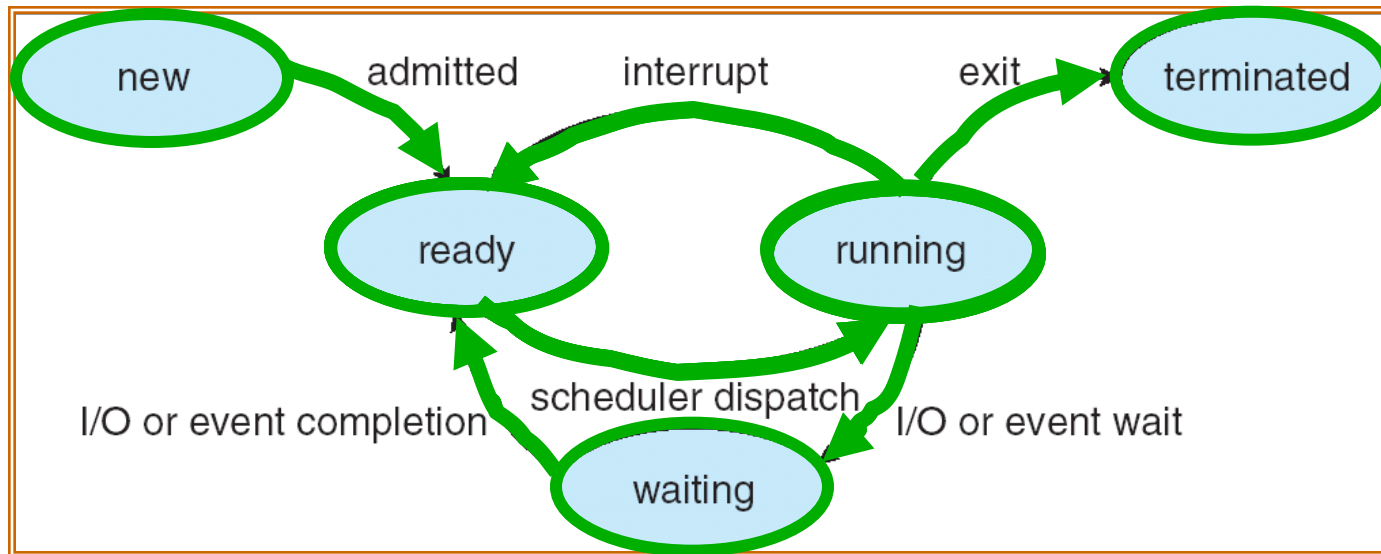 new
admitted
interrupt
exit
terminated
ready
running
scheduler dispatch
I/O or event completion
I/O or event wait
waiting